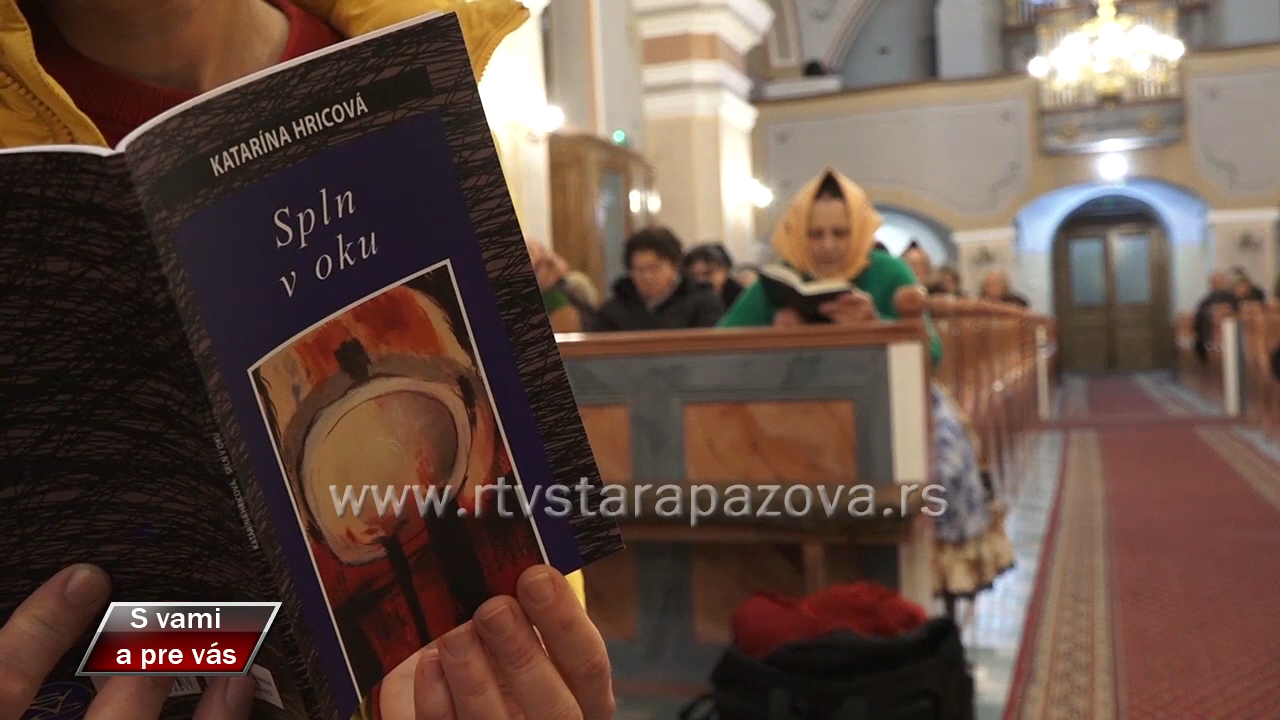 KATARÍNA HRICOVÁ
Spln
v oku
www.rtvstarapazova.rs
S vami
a pre vás